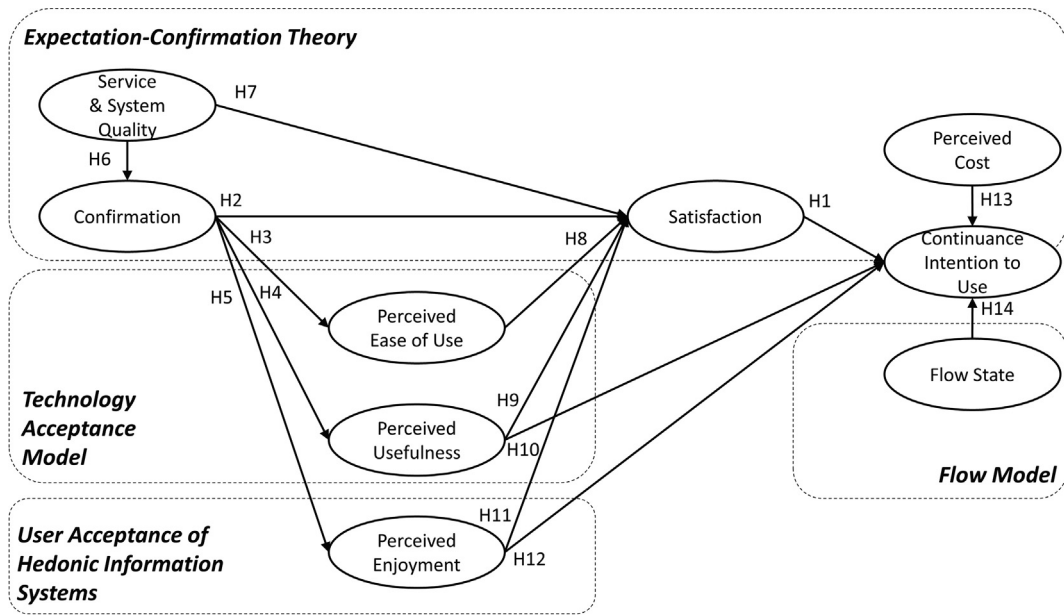 Expectation-Confirmation Theory
Service
& System
Quality
H7
H6
Confirmation
H2
H3
H4
H5
Satisfaction
H1
H8
Perceived
Cost
H13
Continuance
Intention to
Use
H14
Flow State
Flow Model
Perceived
Ease of Use
Technology
Acceptance
Model
Perceived
Usefulness
H9
H10
User Acceptance of
Hedonic Information
Systems
Perceived
Enjoyment
H11
H12